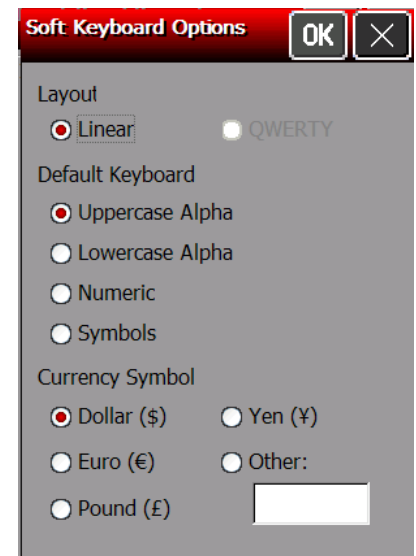 Soft Keyboard Options OK
Layout
Linear QWERTY
Default Keyboard
Uppercase Alpha
Lowercase Alpha
Numeric
Symbols
Currency Symbol
Dollar ($) Yen (¥)
Euro (€) Other:
Pound (£)